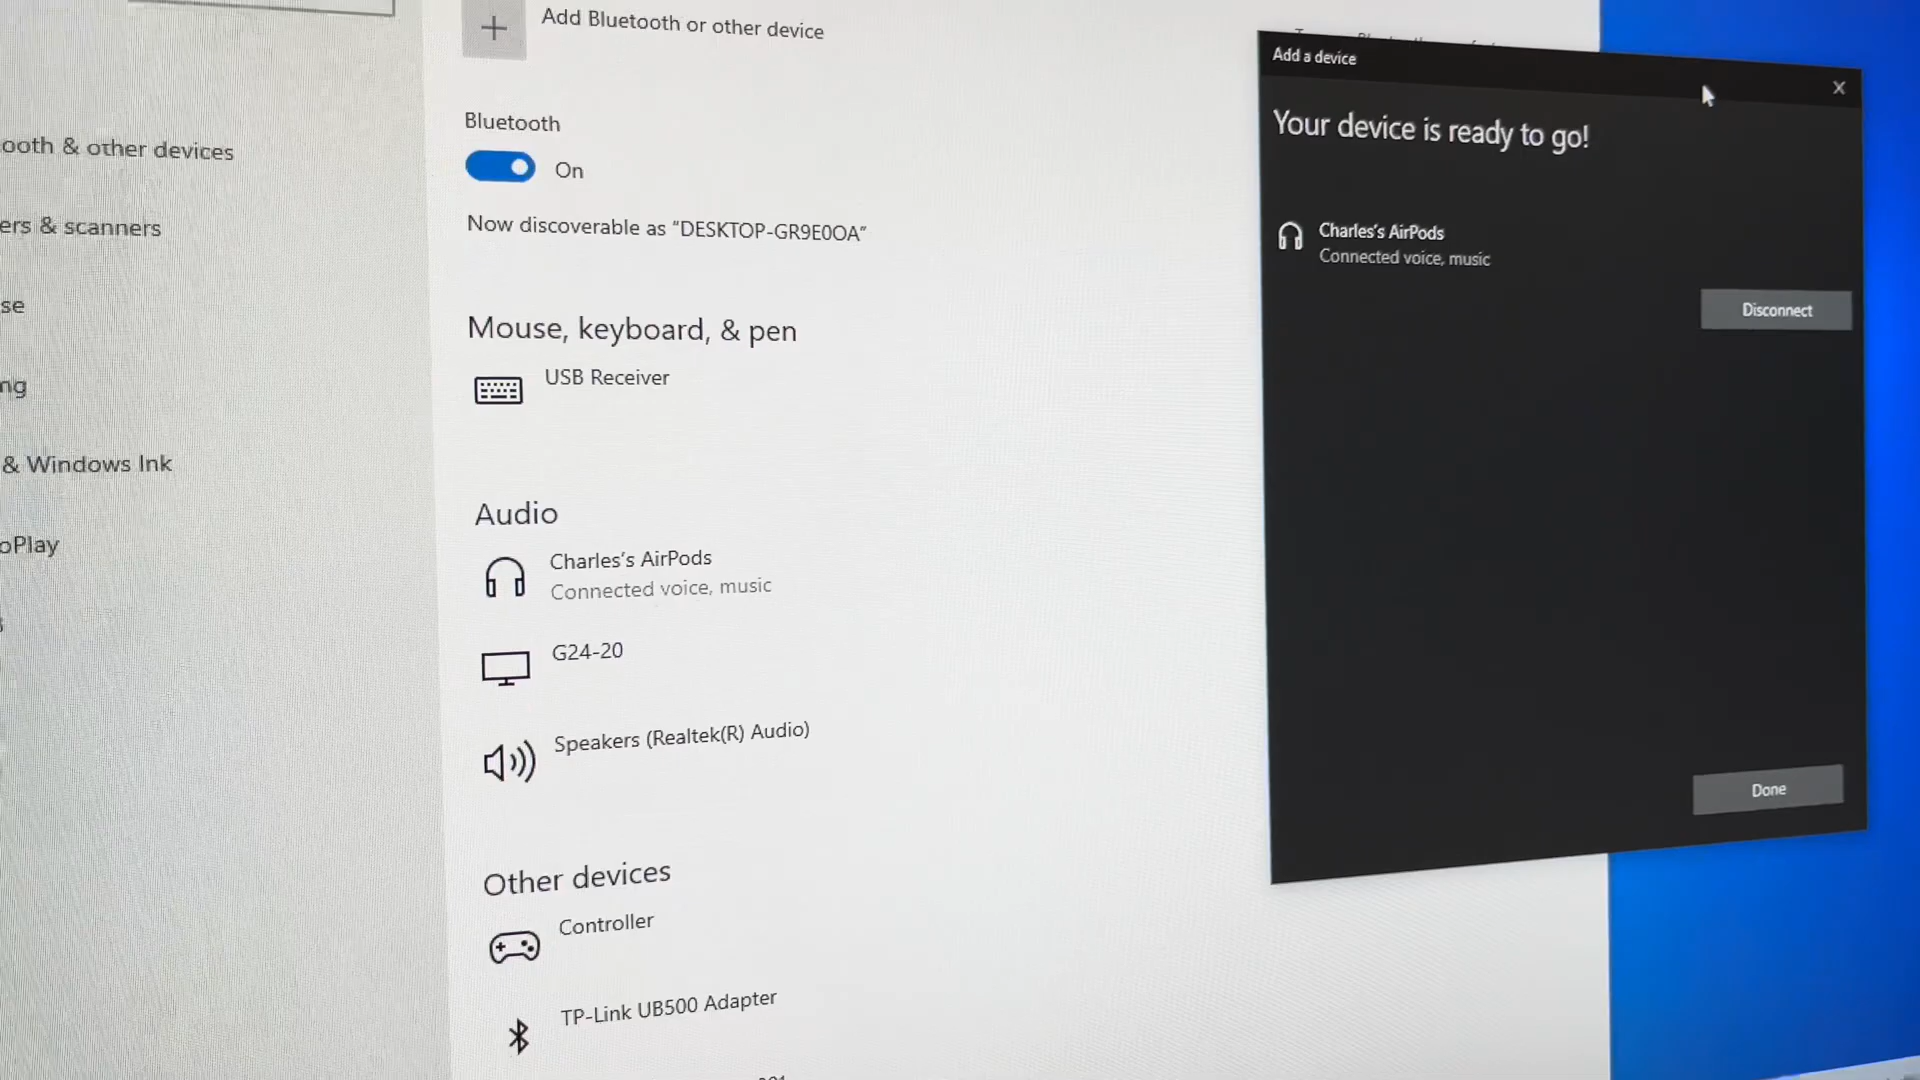 Add Bluetooth or other device
Bluetooth
On
Now discoverable as "DESKTOP-GR9E0OA"
Mouse, keyboard, & pen
USB Receiver
Audio
Charles's AirPods
Connected voice, music
G24-20
Speakers (Realtek(R) Audio)
Other devices
Controller
TP-Link UB500 Adapter
ooth & other devices
ers & scanners
se
ng
& Windows Ink
oPlay
Add a device
Your device is ready to go!
Charles's AirPods
Connected voice, music
Disconnect
Done